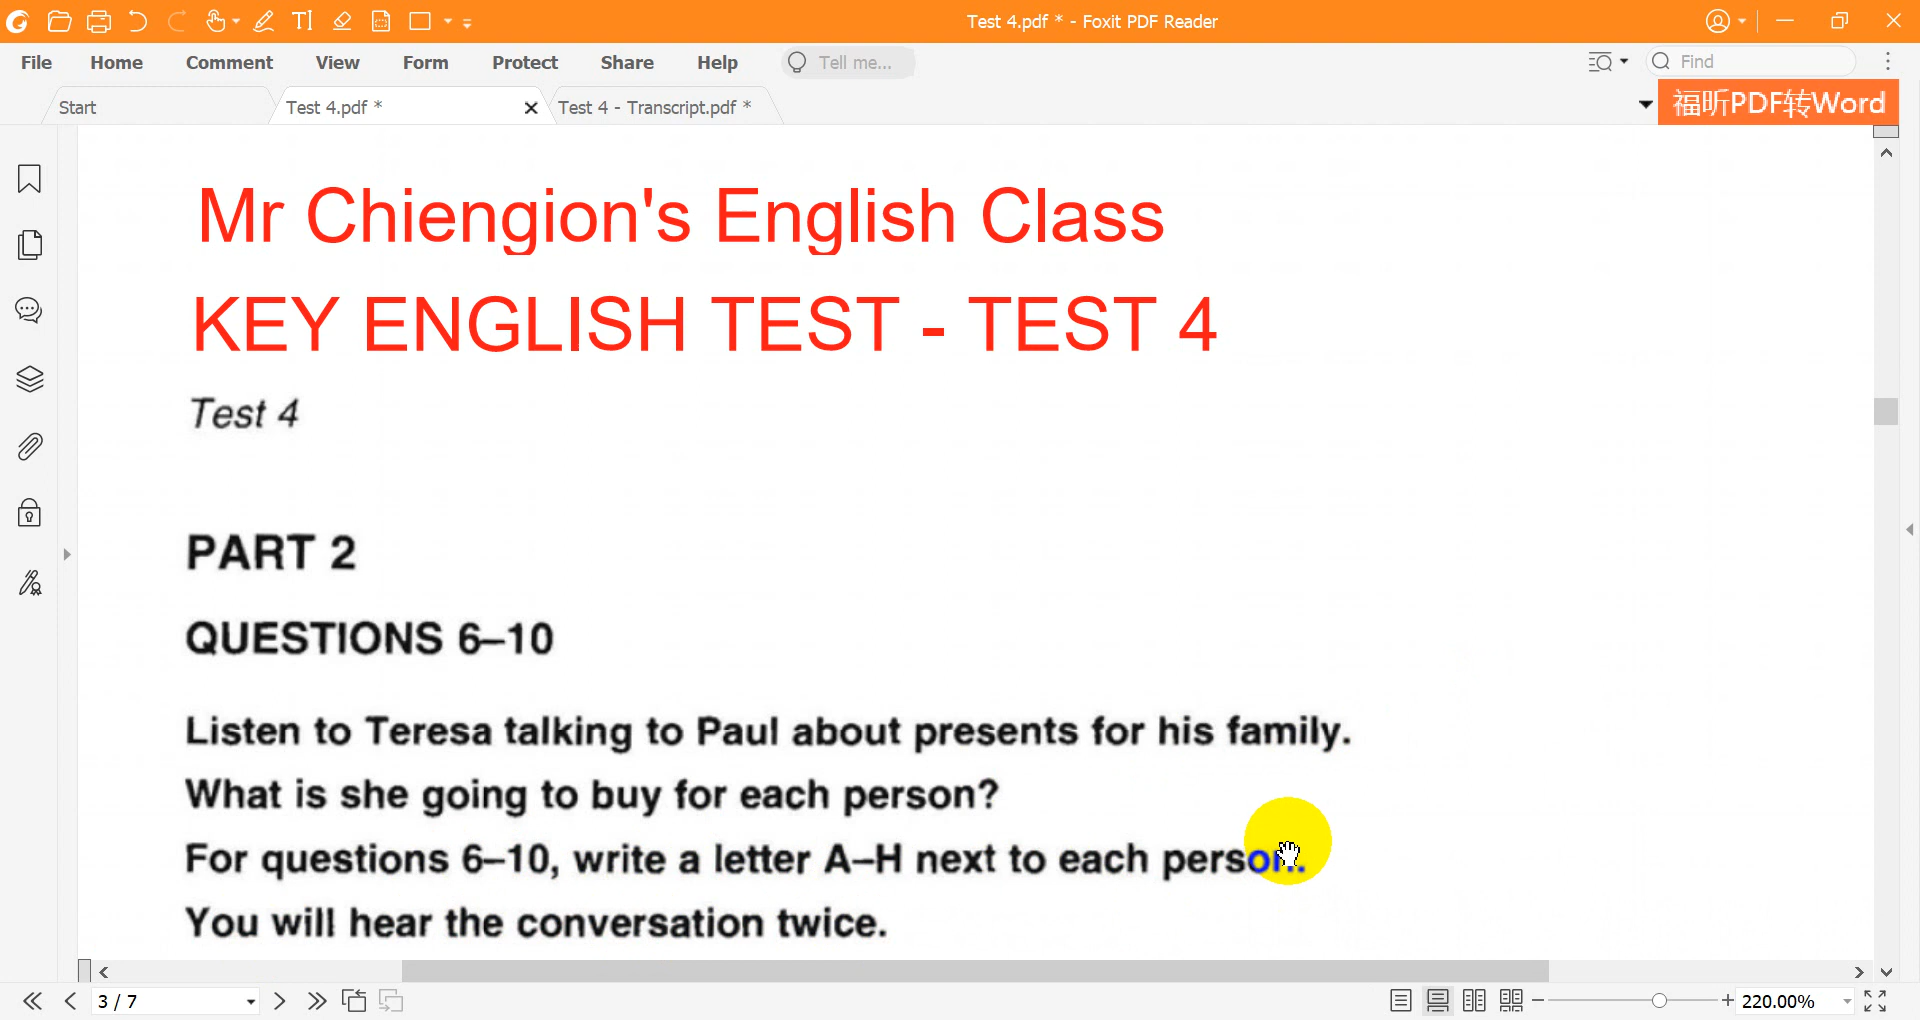 Test 4.pdf * - Foxit PDF Reader
File Home Comment View Form Protect Share Help Tell me... Find
Start Test 4.pdf * Test 4 - Transcript.pdf * 福昕PDF转Word
Mr Chiengion's English Class
KEY ENGLISH TEST - TEST 4
Test 4
PART 2
QUESTIONS 6–10
Listen to Teresa talking to Paul about presents for his family.
What is she going to buy for each person?
For questions 6–10, write a letter A–H next to each person..
You will hear the conversation twice.
3 / 7 220.00%